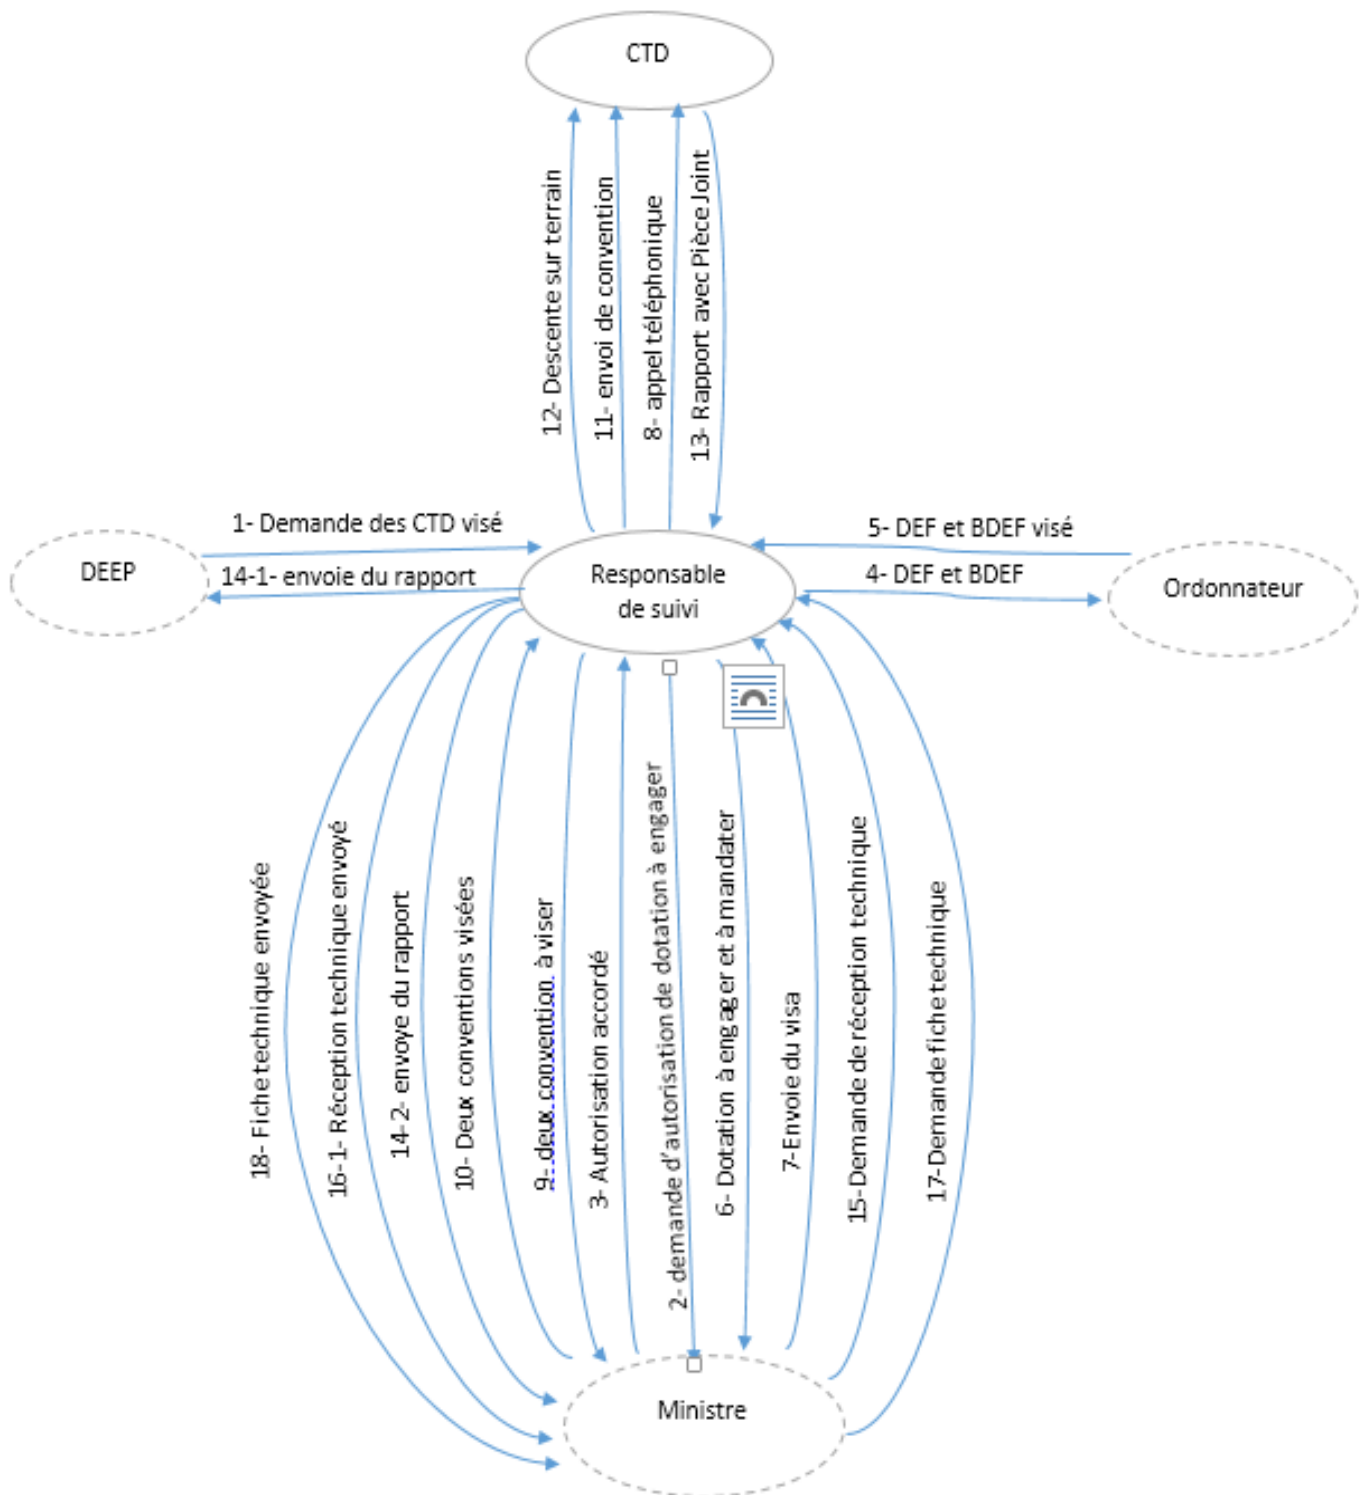 CTD
12- Descente sur terrain
11- envoi de convention
8- appel téléphonique
13- Rapport avec Pièce Joint
1- Demande des CTD visé
14-1- envoie du rapport
5- DEF et BDEF visé
4- DEF et BDEF
DEEP
Responsable
de suivi
Ordonnateur
18- Fiche technique envoyée
16-1- Réception technique envoyé
14-2- envoye du rapport
10- Deux conventions visées
9- deux convention à viser
3- Autorisation accordé
2- demande d'autorisation de dotation à engager
6- Dotation à engager et à mandater
7-Envoie du visa
15-Demande de réception technique
17-Demande fiche technique
Ministre